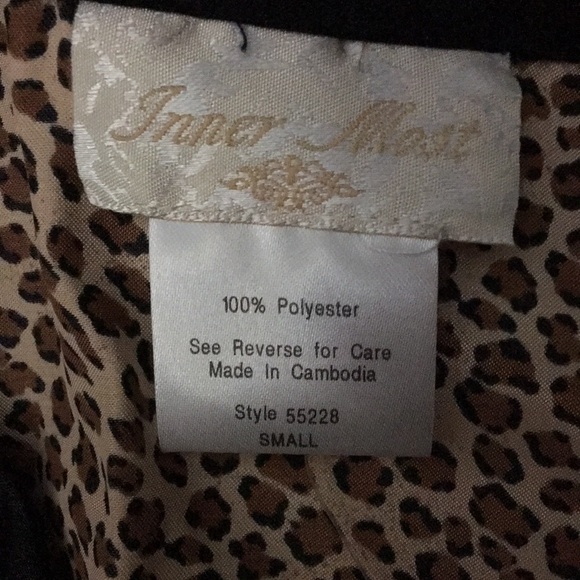 Inner Most
100% Polyester
See Reverse for Care
Made In Cambodia
Style 55228
SMALL